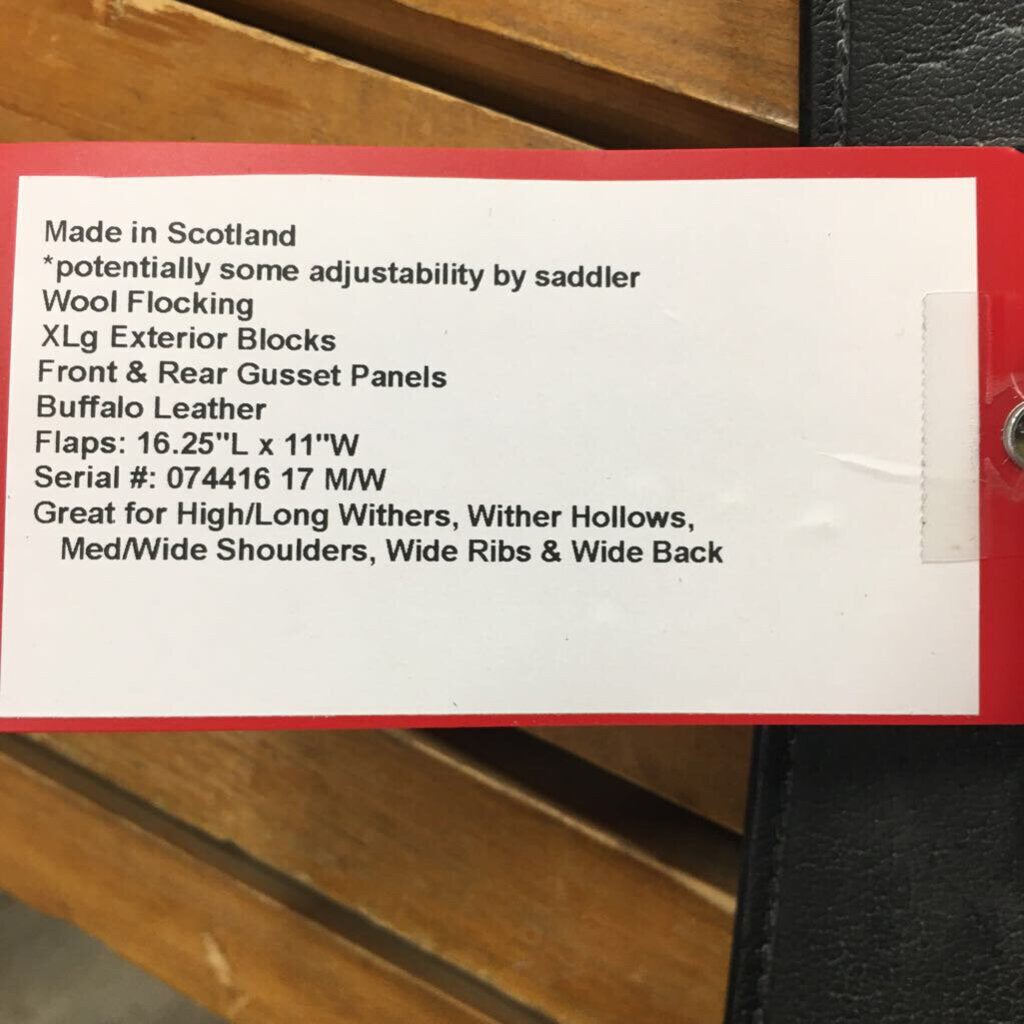 Made in Scotland
*potentially some adjustability by saddler
Wool Flocking
XLg Exterior Blocks
Front & Rear Gusset Panels
Buffalo Leather
Flaps: 16.25"L x 11"W
Serial #: 074416 17 M/W
Great for High/Long Withers, Wither Hollows,
Med/Wide Shoulders, Wide Ribs & Wide Back